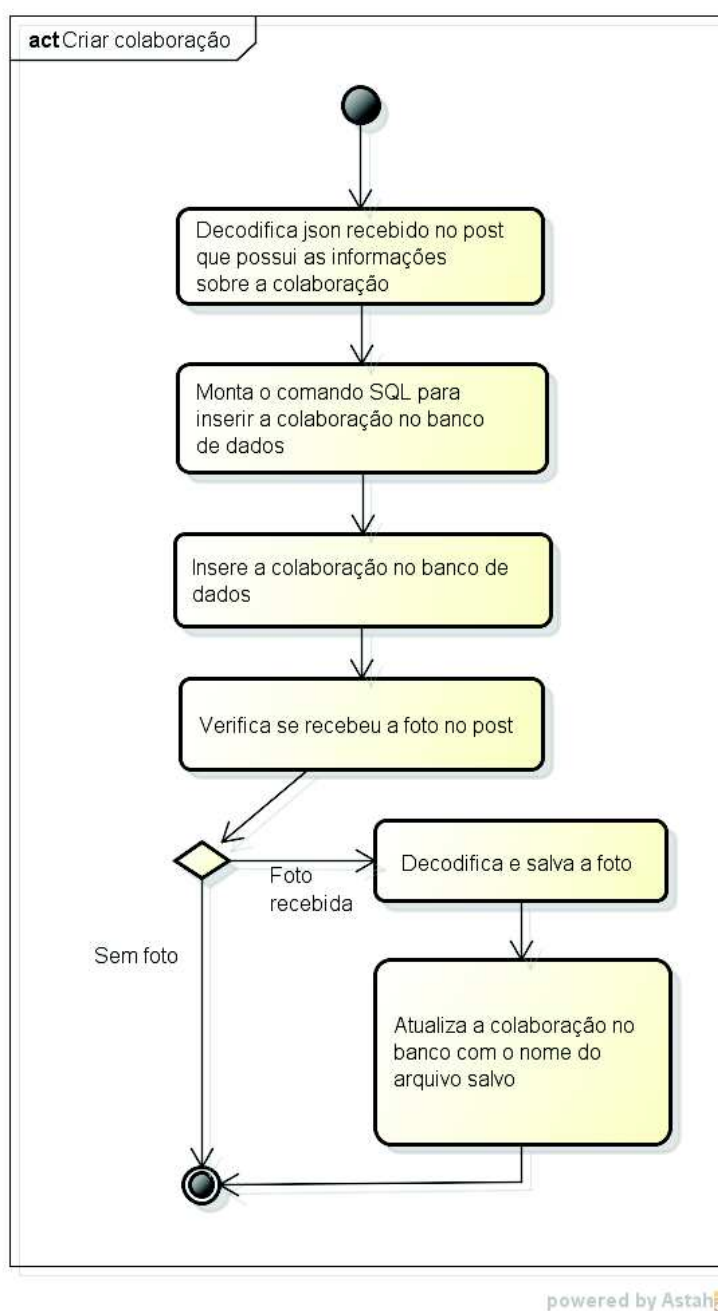 act Criar colaboração
Decodifica json recebido no post
que possui as informações
sobre a colaboração
Monta o comando SQL para
inserir a colaboração no banco
de dados
Insere a colaboração no banco de
dados
Verifica se recebeu a foto no post
Foto
recebida
Decodifica e salva a foto
Sem foto
Atualiza a colaboração no
banco com o nome do
arquivo salvo
powered by Astah